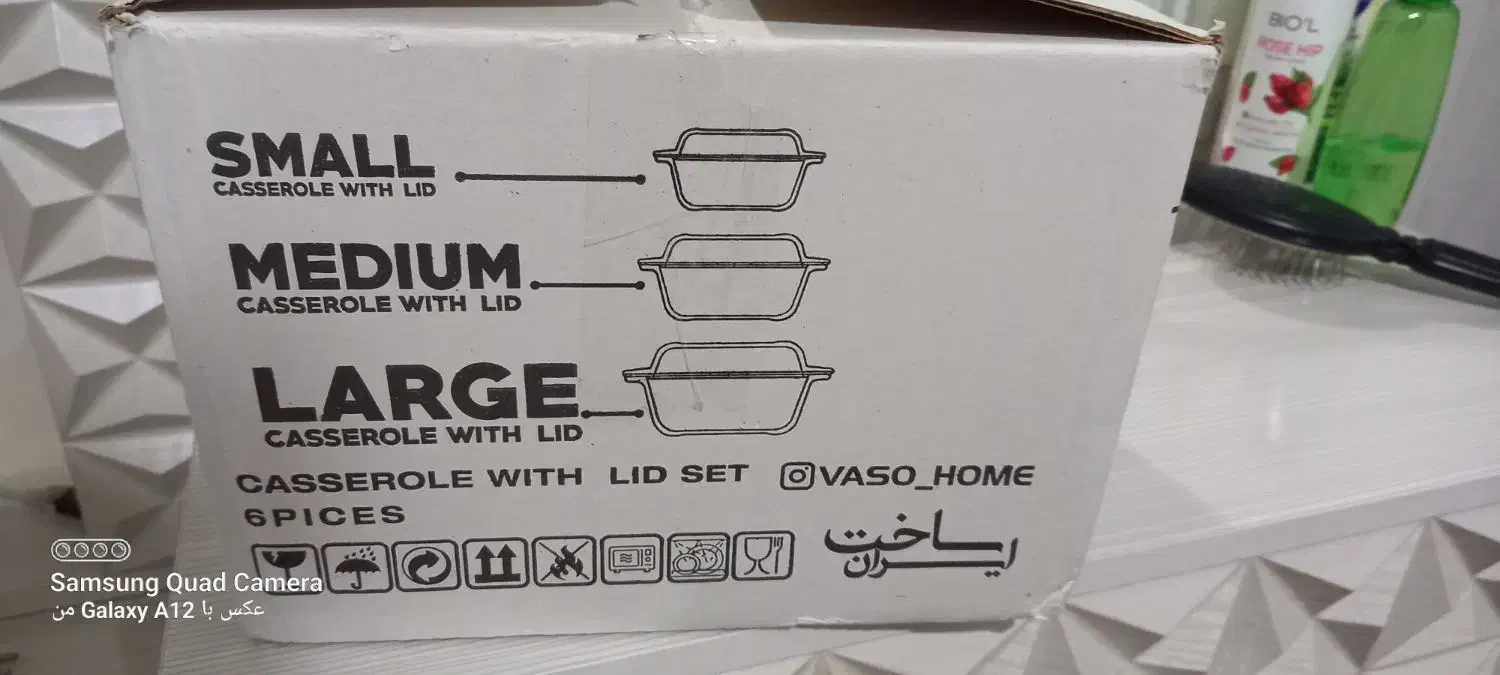 SMALL
CASSEROLE WITH LID
MEDIUM
CASSEROLE WITH LID
LARGE
CASSEROLE WITH LID
CASSEROLE WITH LID SET
VASO_HOME
6PICES
ساخت
ایران
BIO'L
ROSE HIP
Samsung Quad Camera
عکس با Galaxy A12 من